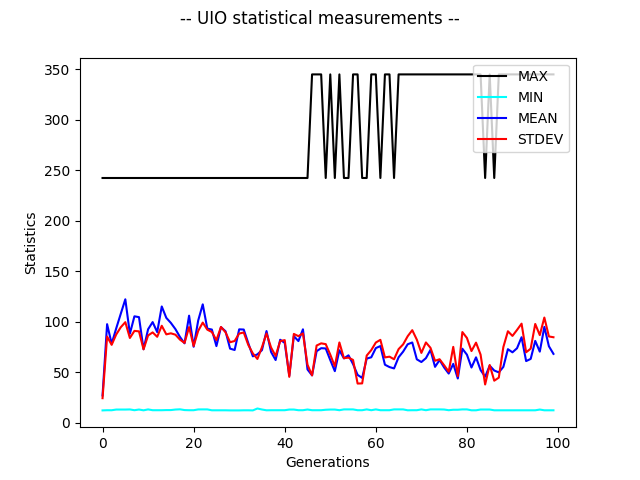 -- UIO statistical measurements --
350
300
250
200
150
100
50
0
Statistics
MAX
MIN
MEAN
STDEV
0 20 40 60 80 100
Generations